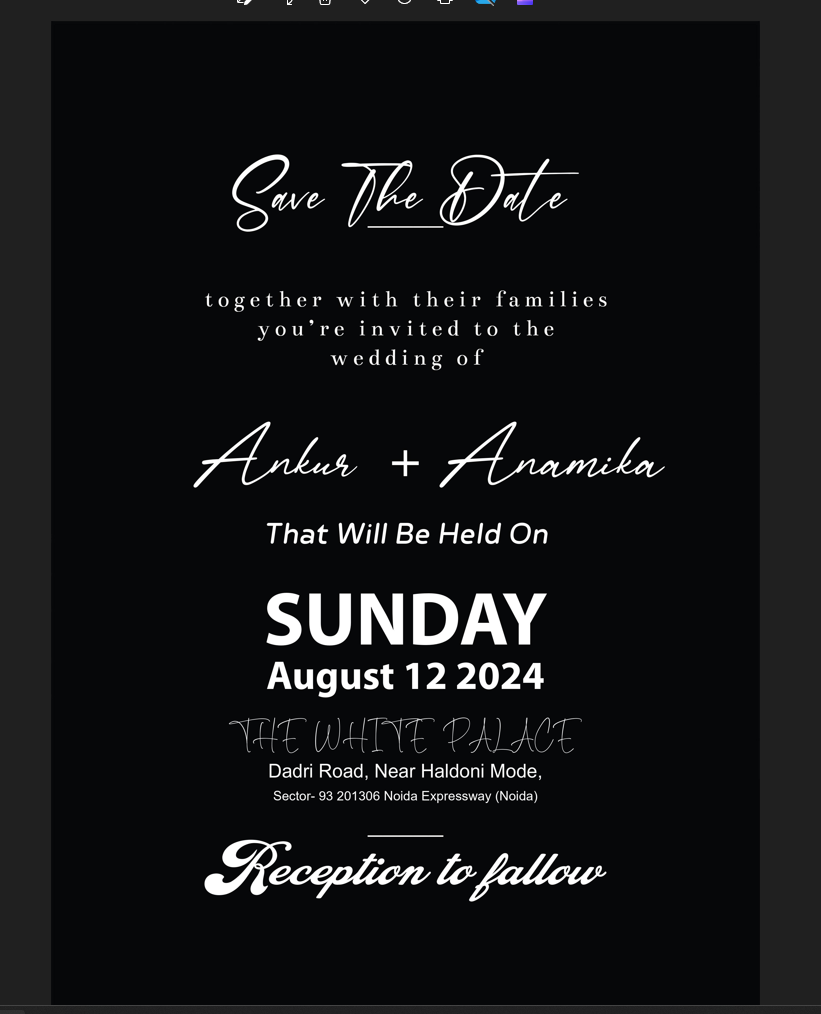 Save The Date
together with their families
you’re invited to the
wedding of
Ankur + Anamika
That Will Be Held On
SUNDAY
August 12 2024
THE WHITE PALACE
Dadri Road, Near Haldoni Mode,
Sector- 93 201306 Noida Expressway (Noida)
Reception to fallow